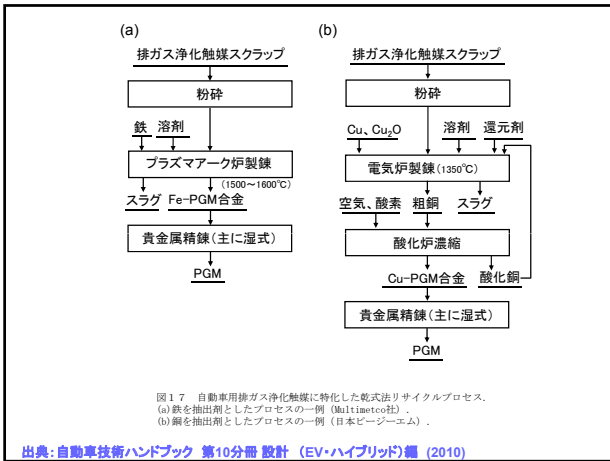 (a)
排ガス浄化触媒スクラップ
粉砕
鉄 溶剤
プラズマアーク炉製錬
(1500~1600℃)
スラグ Fe-PGM合金
貴金属精錬(主に湿式)
PGM
(b)
排ガス浄化触媒スクラップ
粉砕
Cu、Cu₂O 溶剤 還元剤
電気炉製錬(1350℃)
空気、酸素 粗銅 スラグ
酸化炉濃縮
Cu-PGM合金 酸化銅
貴金属精錬(主に湿式)
PGM
図17 自動車用排ガス浄化触媒に特化した乾式法リサイクルプロセス.
(a)鉄を抽出剤としたプロセスの一例(Multimetco社).
(b)銅を抽出剤としたプロセスの一例(日本ピージーエム).
出典:自動車技術ハンドブック 第10分冊 設計 (EV・ハイブリッド)編 (2010)